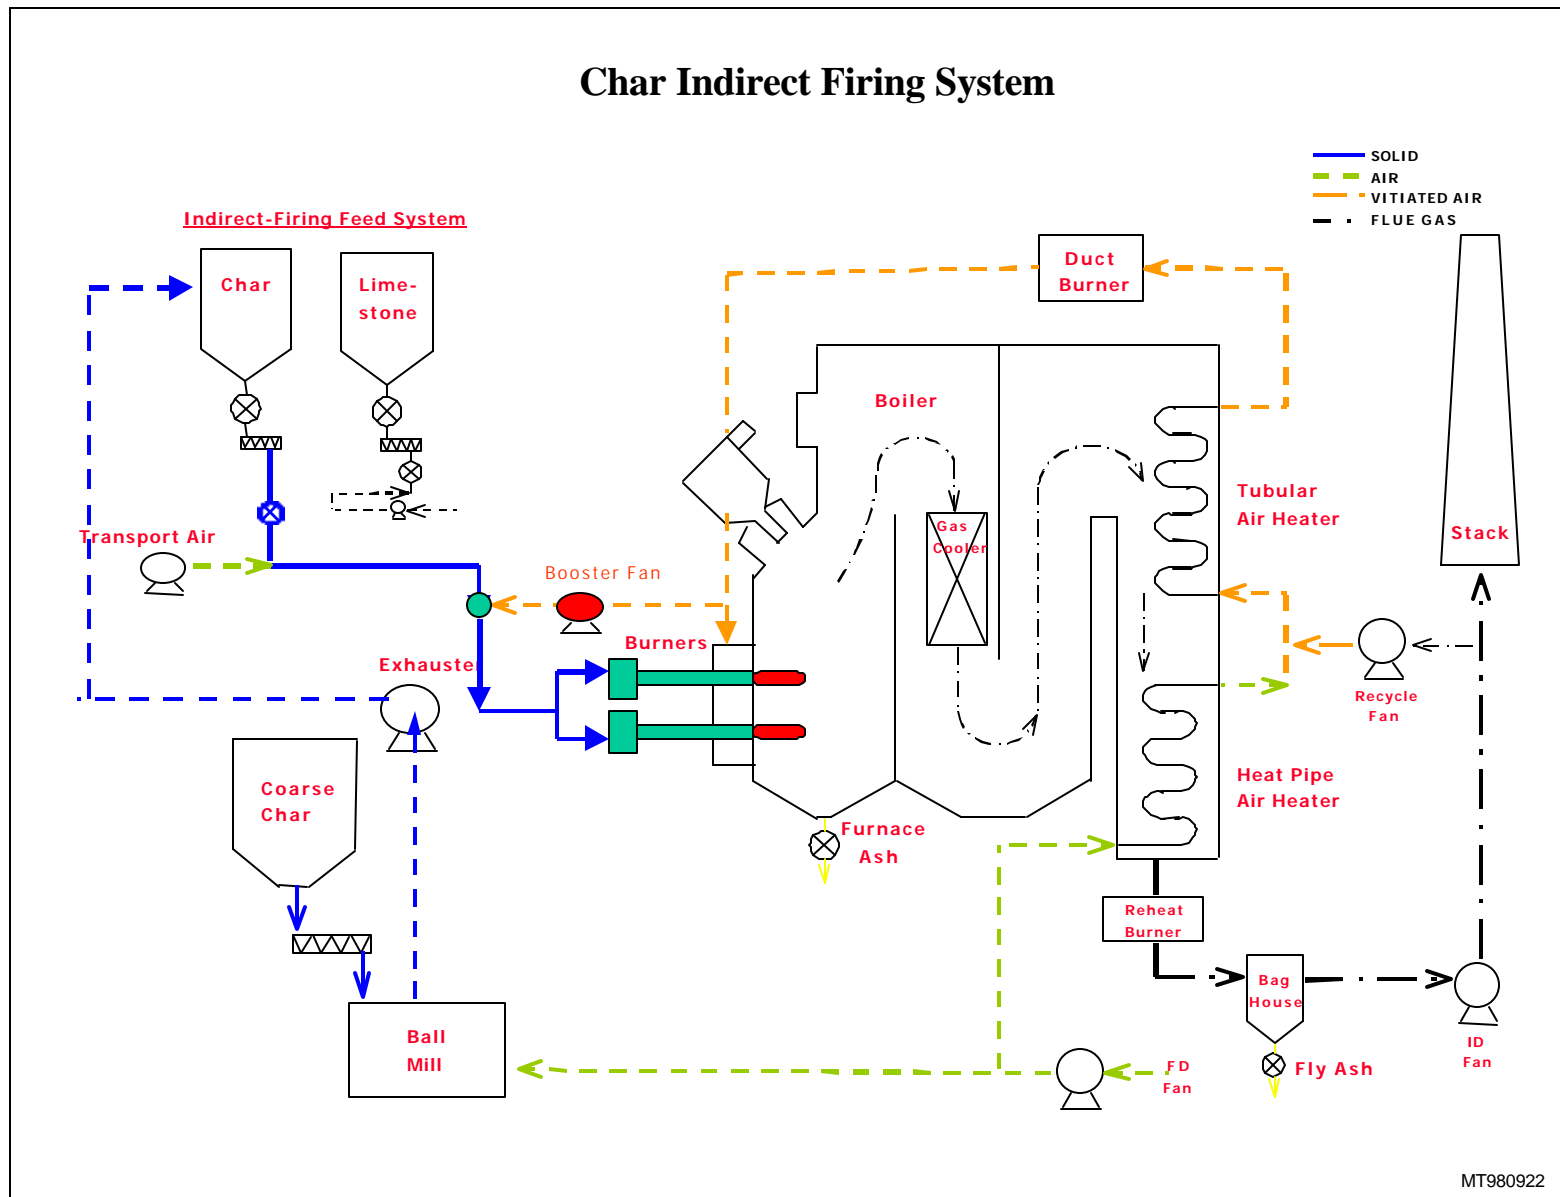 Char Indirect Firing System
SOLID
AIR
VITIATED AIR
FLUE GAS
Indirect-Firing Feed System
Char
Lime-
stone
Duct
Burner
Boiler
Tubular
Air Heater
Stack
Gas
Cooler
Transport Air
Booster Fan
Burners
Exhauster
Recycle
Fan
Heat Pipe
Air Heater
Coarse
Char
Furnace
Ash
Reheat
Burner
Bag
House
Ball
Mill
ID
Fan
FD
Fan
Fly Ash
MT980922